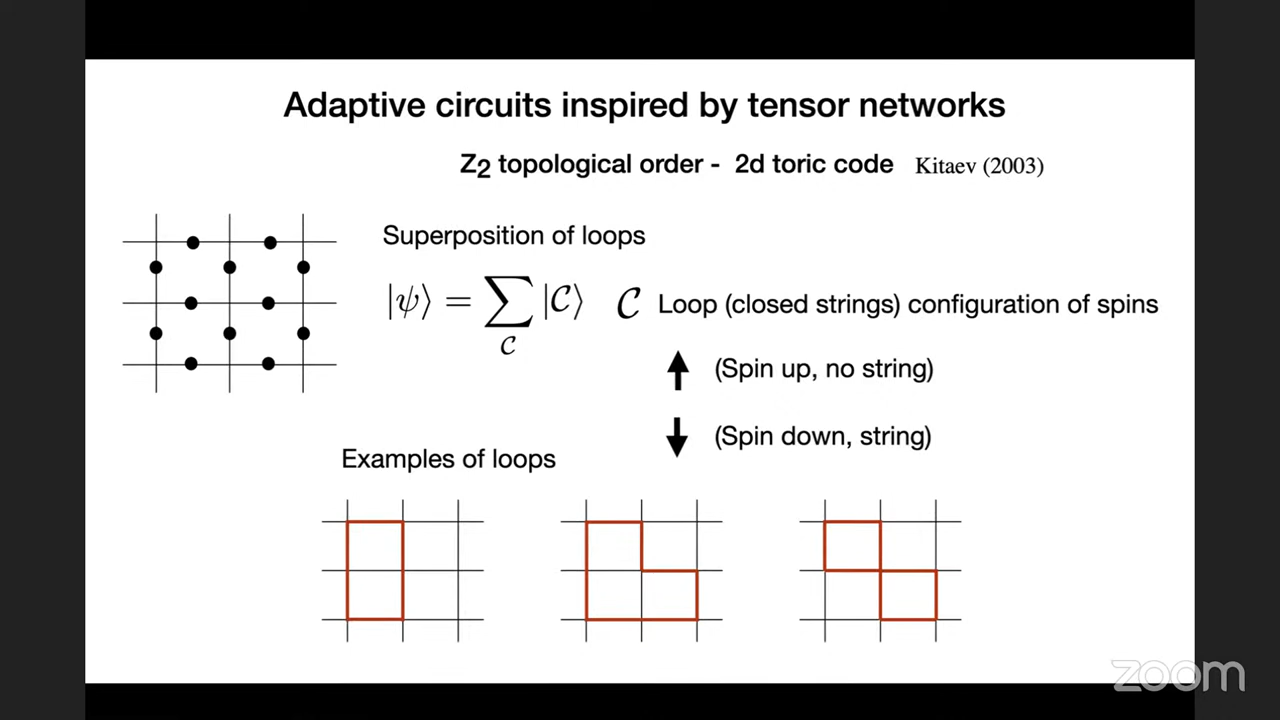 Adaptive circuits inspired by tensor networks
Z₂ topological order - 2d toric code Kitaev (2003)
Superposition of loops
|ψ⟩ = ∑_𝒞 |𝒞⟩ 𝒞 Loop (closed strings) configuration of spins
(Spin up, no string)
(Spin down, string)
Examples of loops
zoom